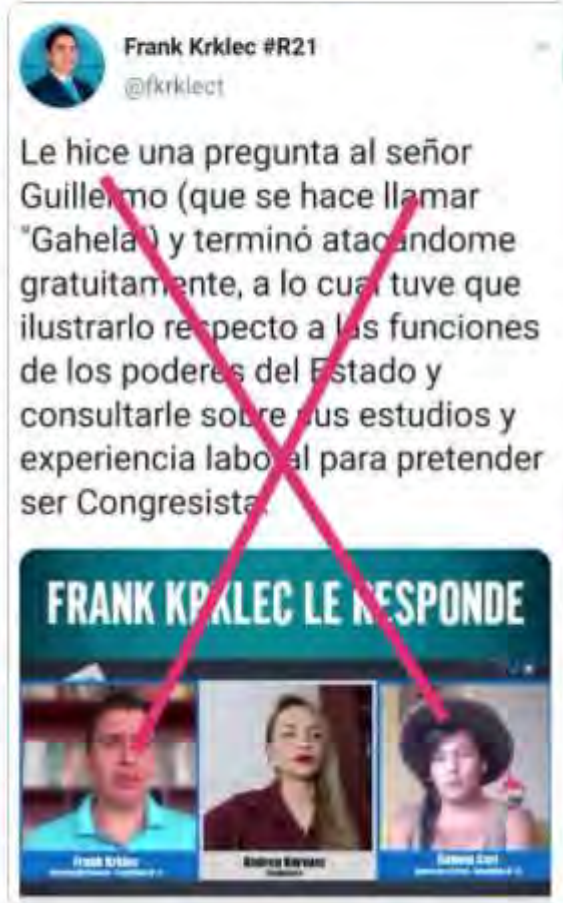 Frank Krklec #R21
@fkrklect
Le hice una pregunta al señor
Guillermo (que se hace llamar
"Gahela") y terminó atacándome
gratuitamente, a lo cual tuve que
ilustrarlo respecto a las funciones
de los poderes del Estado y
consultarle sobre sus estudios y
experiencia laboral para pretender
ser Congresista.
FRANK KRKLEC LE RESPONDE
Frank Krklec